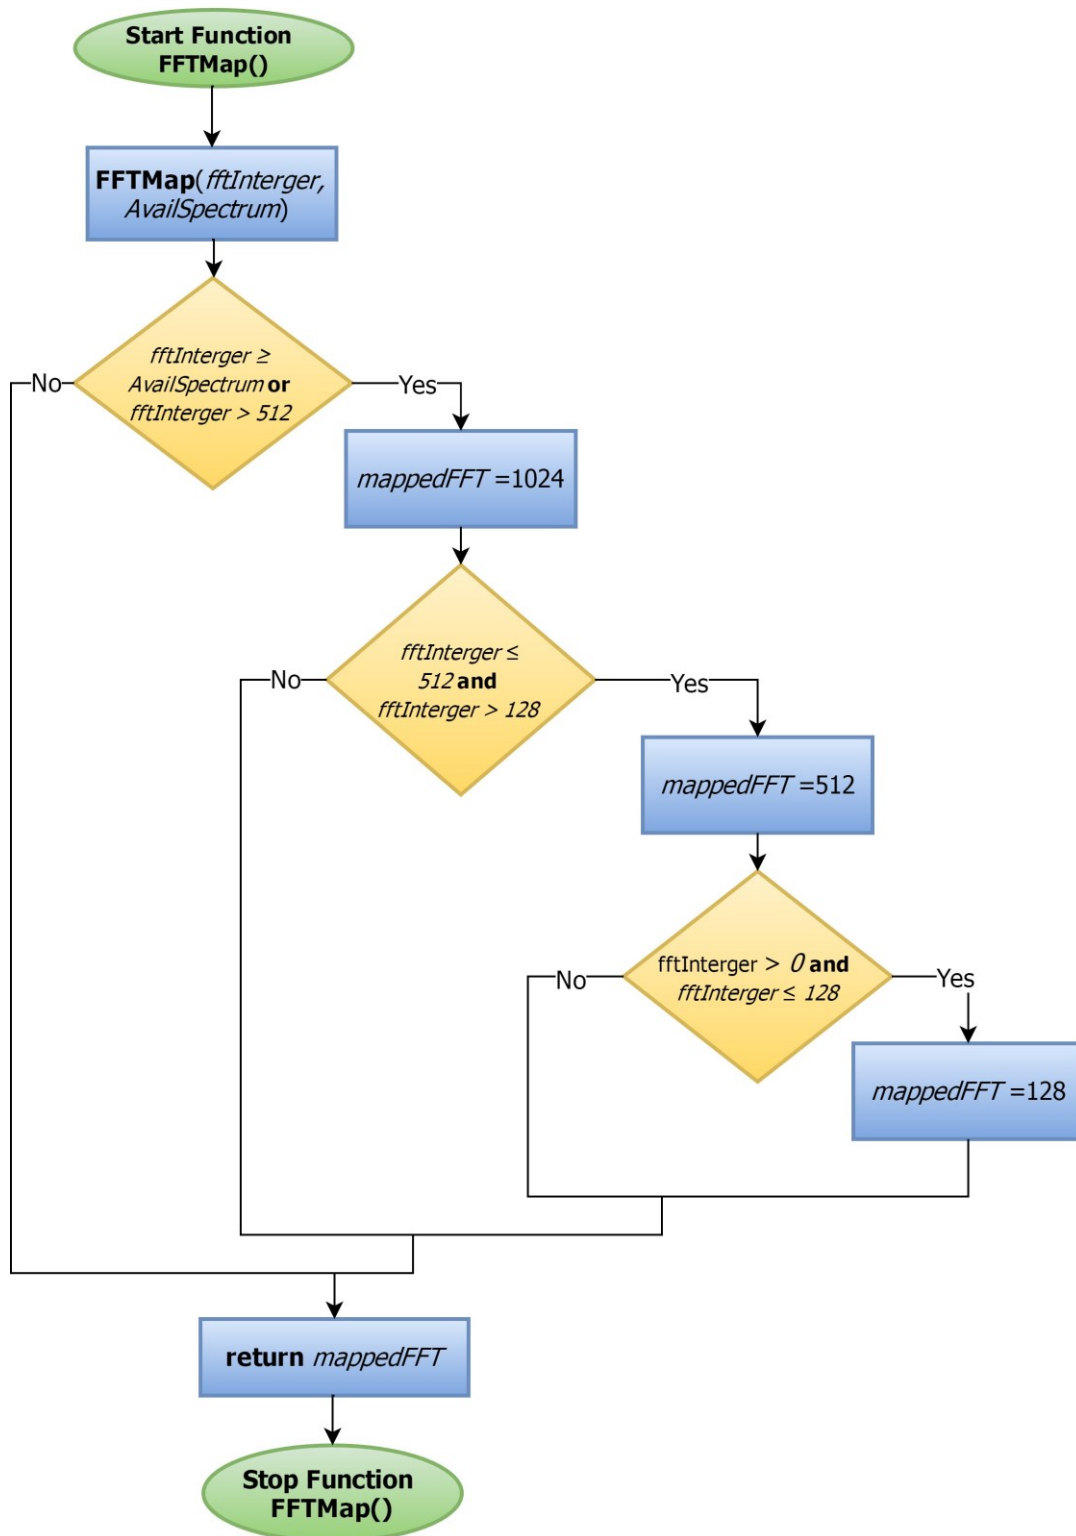 Start Function
FFTMap()
FFTMap(fftInterger,
AvailSpectrum)
fftInterger ≥
AvailSpectrum or
fftInterger > 512
No
Yes
mappedFFT =1024
fftInterger ≤
512 and
fftInterger > 128
No
Yes
mappedFFT =512
fftInterger > 0 and
fftInterger ≤ 128
No
Yes
mappedFFT =128
return mappedFFT
Stop Function
FFTMap()